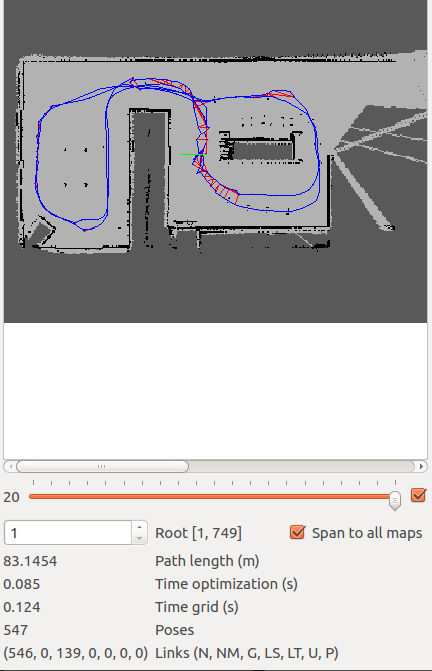 20
1 Root [1, 749] Span to all maps
83.1454 Path length (m)
0.085 Time optimization (s)
0.124 Time grid (s)
547 Poses
(546, 0, 139, 0, 0, 0, 0) Links (N, NM, G, LS, LT, U, P)